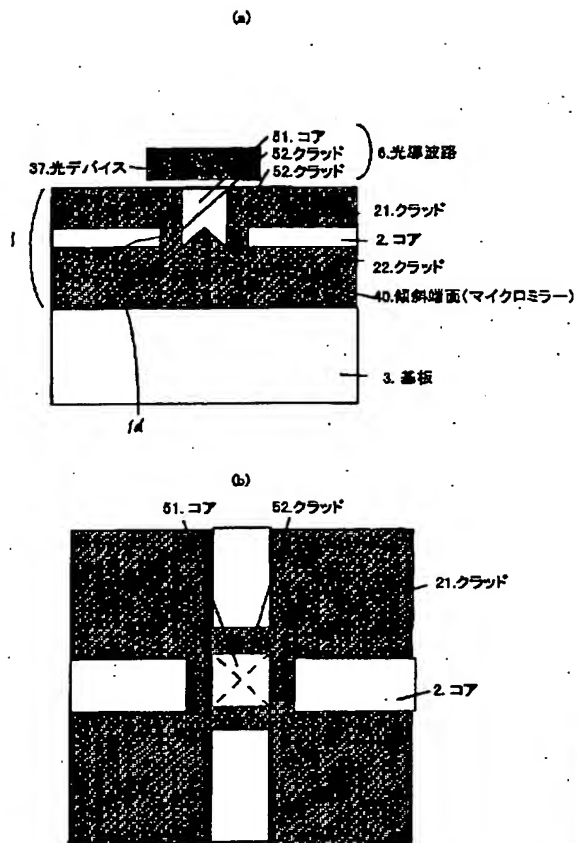 (a)
51.コア
52.クラッド
6.光導波路
37.光デバイス
52.クラッド
21.クラッド
1
2.コア
22.クラッド
40.傾斜端面(マイクロミラー)
3.基板
1d
(b)
51.コア
52.クラッド
21.クラッド
2.コア